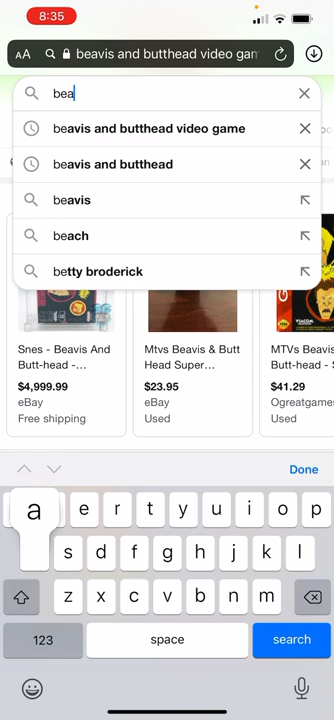 8:35
AA beavis and butthead video gam
bea
beavis and butthead video game
beavis and butthead
beavis
beach
betty broderick
Snes - Beavis And Butt-head -...
$4,999.99
eBay
Free shipping
Mtvs Beavis & Butt Head Super...
$23.95
eBay
Used
MTVs Beavis
Butt-head - S
$41.29
Ogreatgames
Used
Done
a e r t y u i o p
a s d f g h j k l
z x c v b n m
123 space search